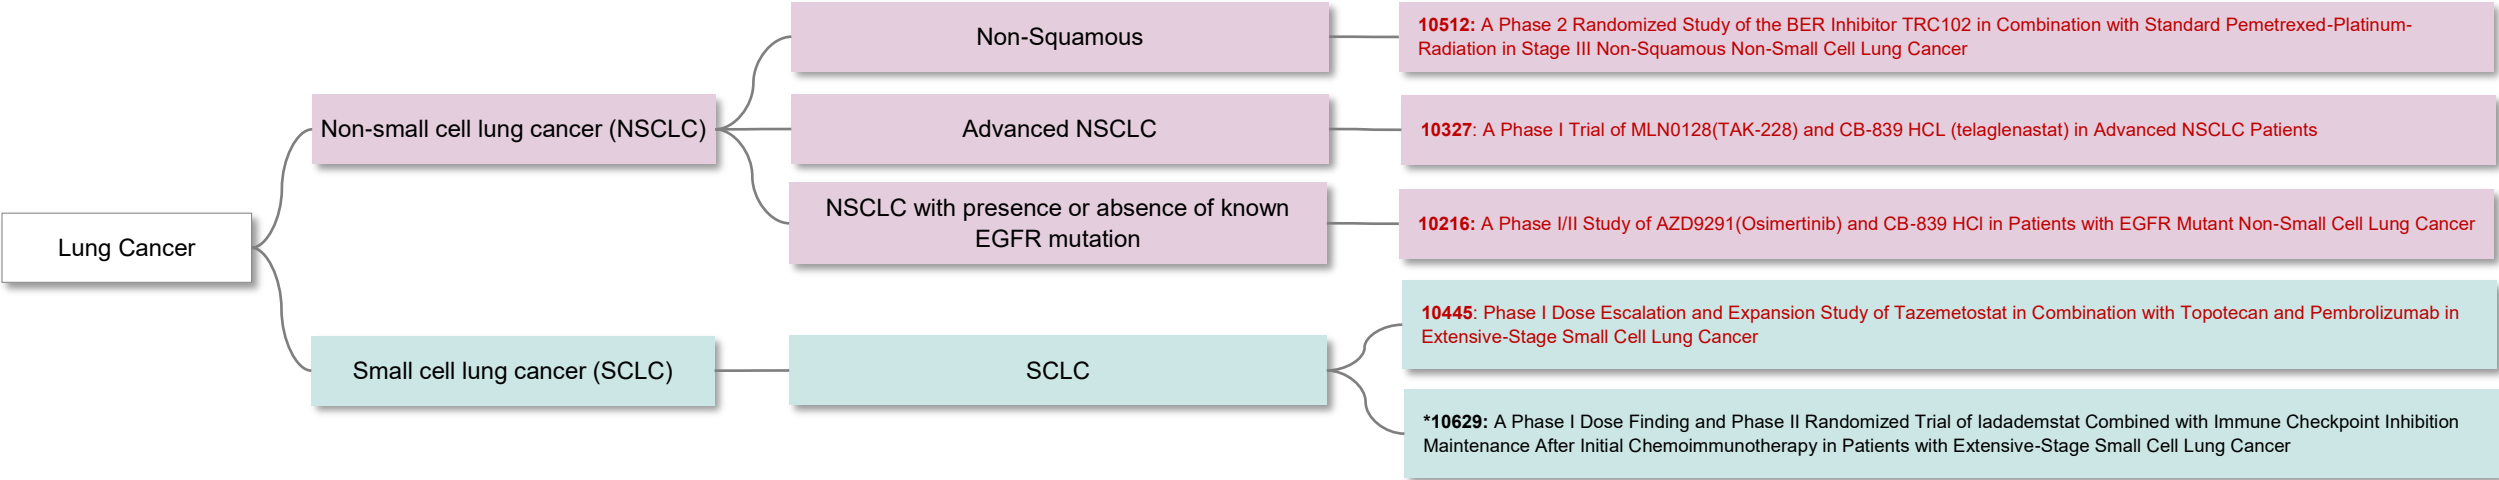 Lung Cancer
Non-small cell lung cancer (NSCLC)
Non-Squamous
10512: A Phase 2 Randomized Study of the BER Inhibitor TRC102 in Combination with Standard Pemetrexed-Platinum-
Radiation in Stage III Non-Squamous Non-Small Cell Lung Cancer
Advanced NSCLC
10327: A Phase I Trial of MLN0128(TAK-228) and CB-839 HCL (telaglenastat) in Advanced NSCLC Patients
NSCLC with presence or absence of known
EGFR mutation
10216: A Phase I/II Study of AZD9291(Osimertinib) and CB-839 HCl in Patients with EGFR Mutant Non-Small Cell Lung Cancer
Small cell lung cancer (SCLC)
SCLC
10445: Phase I Dose Escalation and Expansion Study of Tazemetostat in Combination with Topotecan and Pembrolizumab in
Extensive-Stage Small Cell Lung Cancer
*10629: A Phase I Dose Finding and Phase II Randomized Trial of Iadademstat Combined with Immune Checkpoint Inhibition
Maintenance After Initial Chemoimmunotherapy in Patients with Extensive-Stage Small Cell Lung Cancer